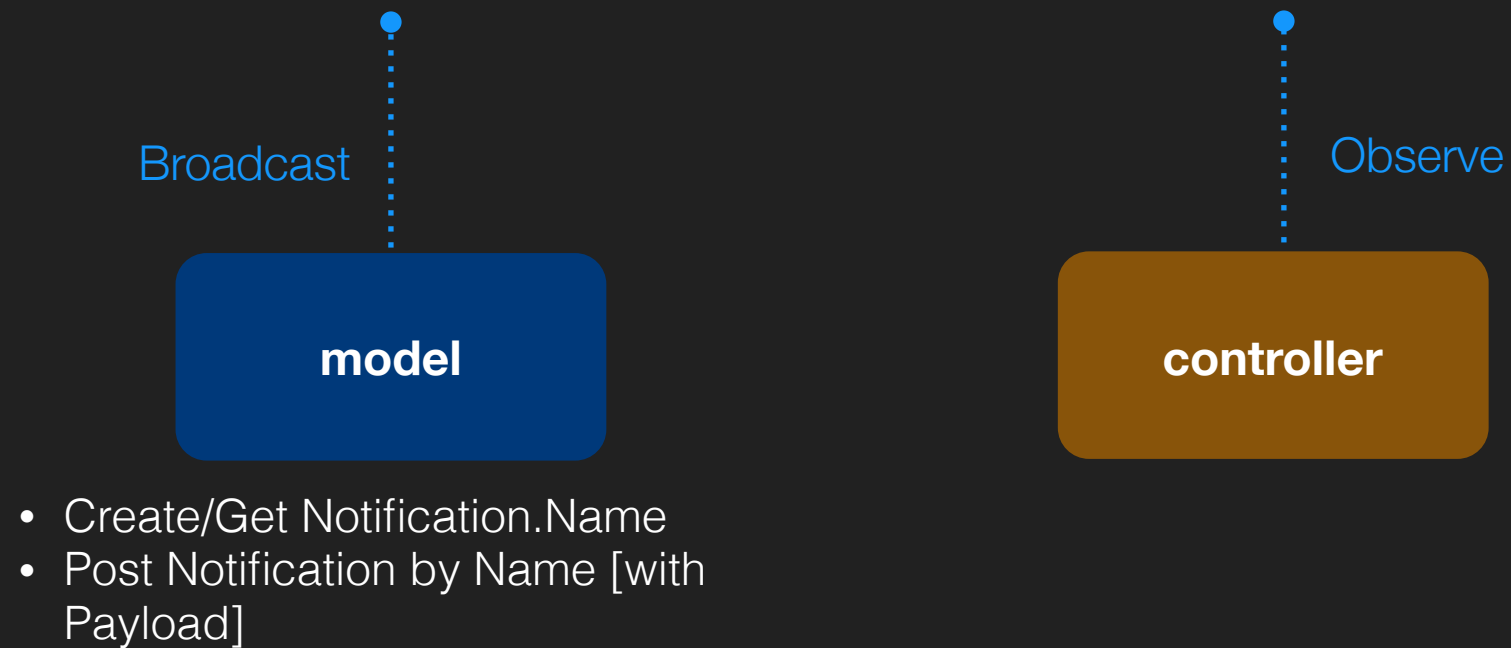 Broadcast
Observe
model
controller
• Create/Get Notification.Name
• Post Notification by Name [with
Payload]